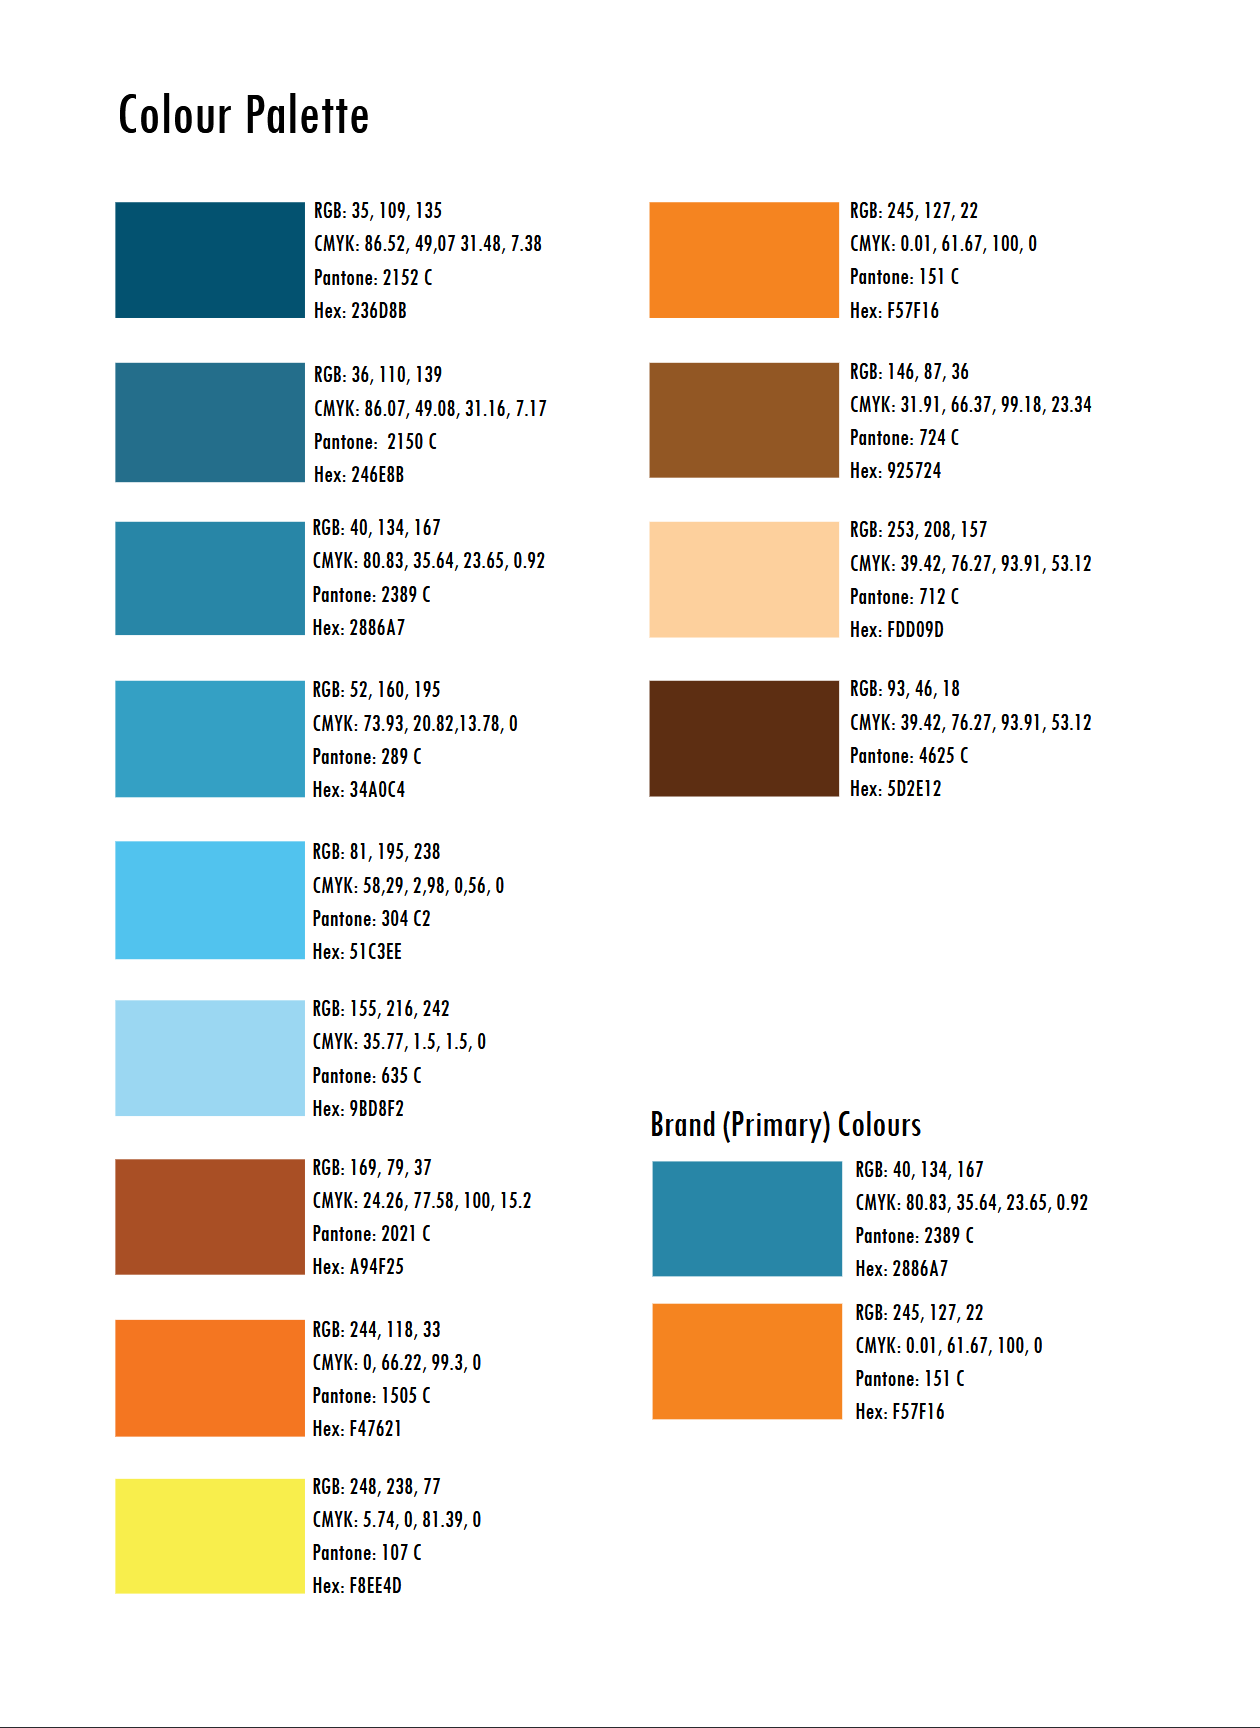 Colour Palette
RGB: 35, 109, 135
CMYK: 86.52, 49,07 31.48, 7.38
Pantone: 2152 C
Hex: 236D8B
RGB: 36, 110, 139
CMYK: 86.07, 49.08, 31.16, 7.17
Pantone:  2150 C
Hex: 246E8B
RGB: 40, 134, 167
CMYK: 80.83, 35.64, 23.65, 0.92
Pantone: 2389 C
Hex: 2886A7
RGB: 52, 160, 195
CMYK: 73.93, 20.82,13.78, 0
Pantone: 289 C
Hex: 34A0C4
RGB: 81, 195, 238
CMYK: 58,29, 2,98, 0,56, 0
Pantone: 304 C2
Hex: 51C3EE
RGB: 155, 216, 242
CMYK: 35.77, 1.5, 1.5, 0
Pantone: 635 C
Hex: 9BD8F2
RGB: 169, 79, 37
CMYK: 24.26, 77.58, 100, 15.2
Pantone: 2021 C
Hex: A94F25
RGB: 244, 118, 33
CMYK: 0, 66.22, 99.3, 0
Pantone: 1505 C
Hex: F47621
RGB: 248, 238, 77
CMYK: 5.74, 0, 81.39, 0
Pantone: 107 C
Hex: F8EE4D
RGB: 245, 127, 22
CMYK: 0.01, 61.67, 100, 0
Pantone: 151 C
Hex: F57F16
RGB: 146, 87, 36
CMYK: 31.91, 66.37, 99.18, 23.34
Pantone: 724 C
Hex: 925724
RGB: 253, 208, 157
CMYK: 39.42, 76.27, 93.91, 53.12
Pantone: 712 C
Hex: FDD09D
RGB: 93, 46, 18
CMYK: 39.42, 76.27, 93.91, 53.12
Pantone: 4625 C
Hex: 5D2E12
Brand (Primary) Colours
RGB: 40, 134, 167
CMYK: 80.83, 35.64, 23.65, 0.92
Pantone: 2389 C
Hex: 2886A7
RGB: 245, 127, 22
CMYK: 0.01, 61.67, 100, 0
Pantone: 151 C
Hex: F57F16